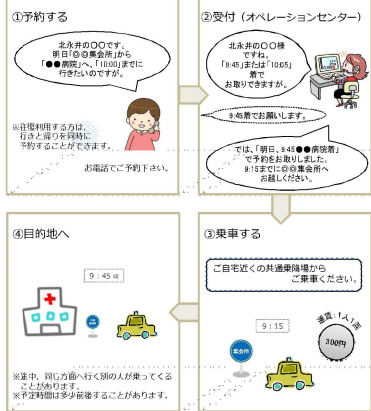 ①予約する
北永井の〇〇です。
明日「◎◎集会所」から
「●●病院」へ、「10:00」までに
行きたいのですが。
※往復利用する方は、
行きと帰りを同時に
予約することができます。
お電話でご予約下さい。
②受付（オペレーションセンター）
北永井の〇〇様
ですね。
「9:45」または「10:05」
着で
お取りできますが。
9:45着でお願いします。
では、「明日、9:45●●病院着」
で予約をお取りしました。
9:15までに◎◎集会所へ
お越しください。
③乗車する
ご自宅近くの共通乗降場から
ご乗車ください。
9：15
運賃：1人1回
300円
集会所
④目的地へ
9：45
※途中、同じ方面へ行く別の人が乗ってくる
ことがあります。
※予定時間は多少前後することがあります。